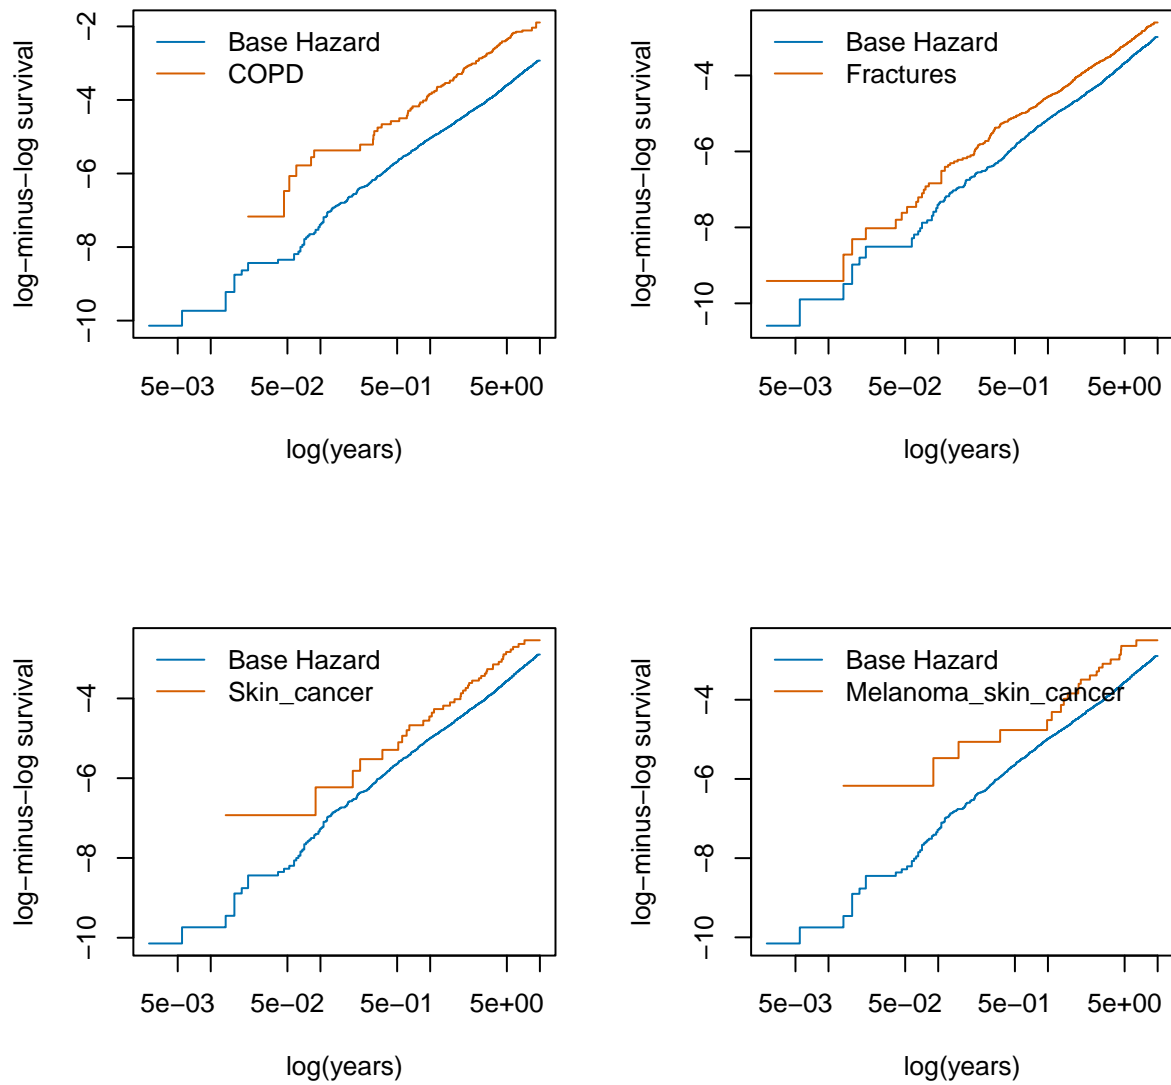 Base Hazard
COPD
log−minus−log survival
−2
−4
−6
−8
−10
5e−03 5e−02 5e−01 5e+00
log(years)
Base Hazard
Fractures
log−minus−log survival
−4
−6
−8
−10
5e−03 5e−02 5e−01 5e+00
log(years)
Base Hazard
Skin_cancer
log−minus−log survival
−4
−6
−8
−10
5e−03 5e−02 5e−01 5e+00
log(years)
Base Hazard
Melanoma_skin_cancer
log−minus−log survival
−4
−6
−8
−10
5e−03 5e−02 5e−01 5e+00
log(years)